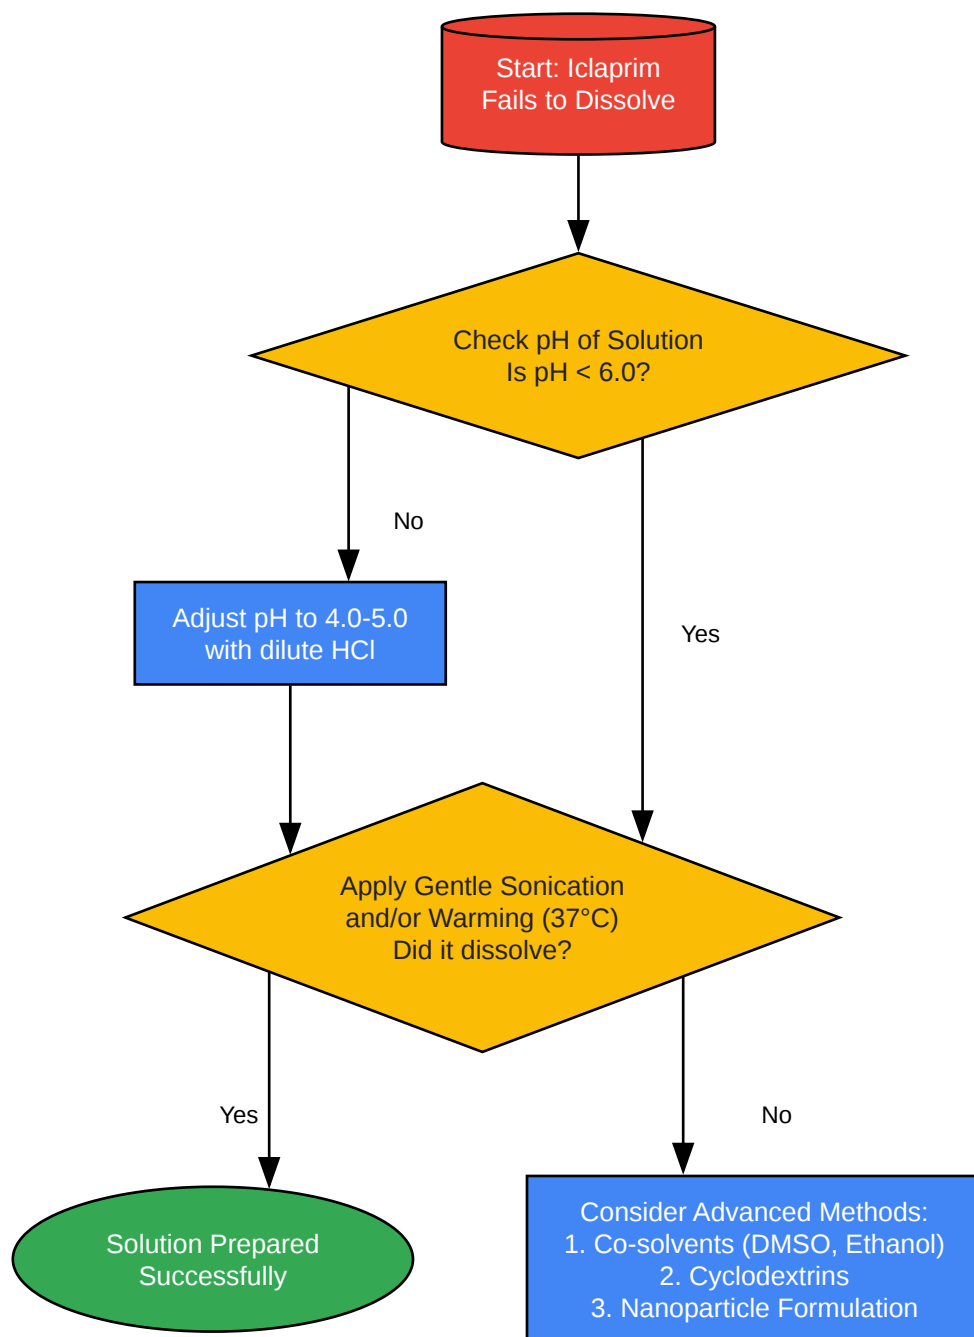 Start: Iclaprim
Fails to Dissolve
Check pH of Solution
Is pH < 6.0?
No
Adjust pH to 4.0-5.0
with dilute HCl
Yes
Apply Gentle Sonication
and/or Warming (37°C)
Did it dissolve?
Yes
No
Solution Prepared
Successfully
Consider Advanced Methods:
1. Co-solvents (DMSO, Ethanol)
2. Cyclodextrins
3. Nanoparticle Formulation